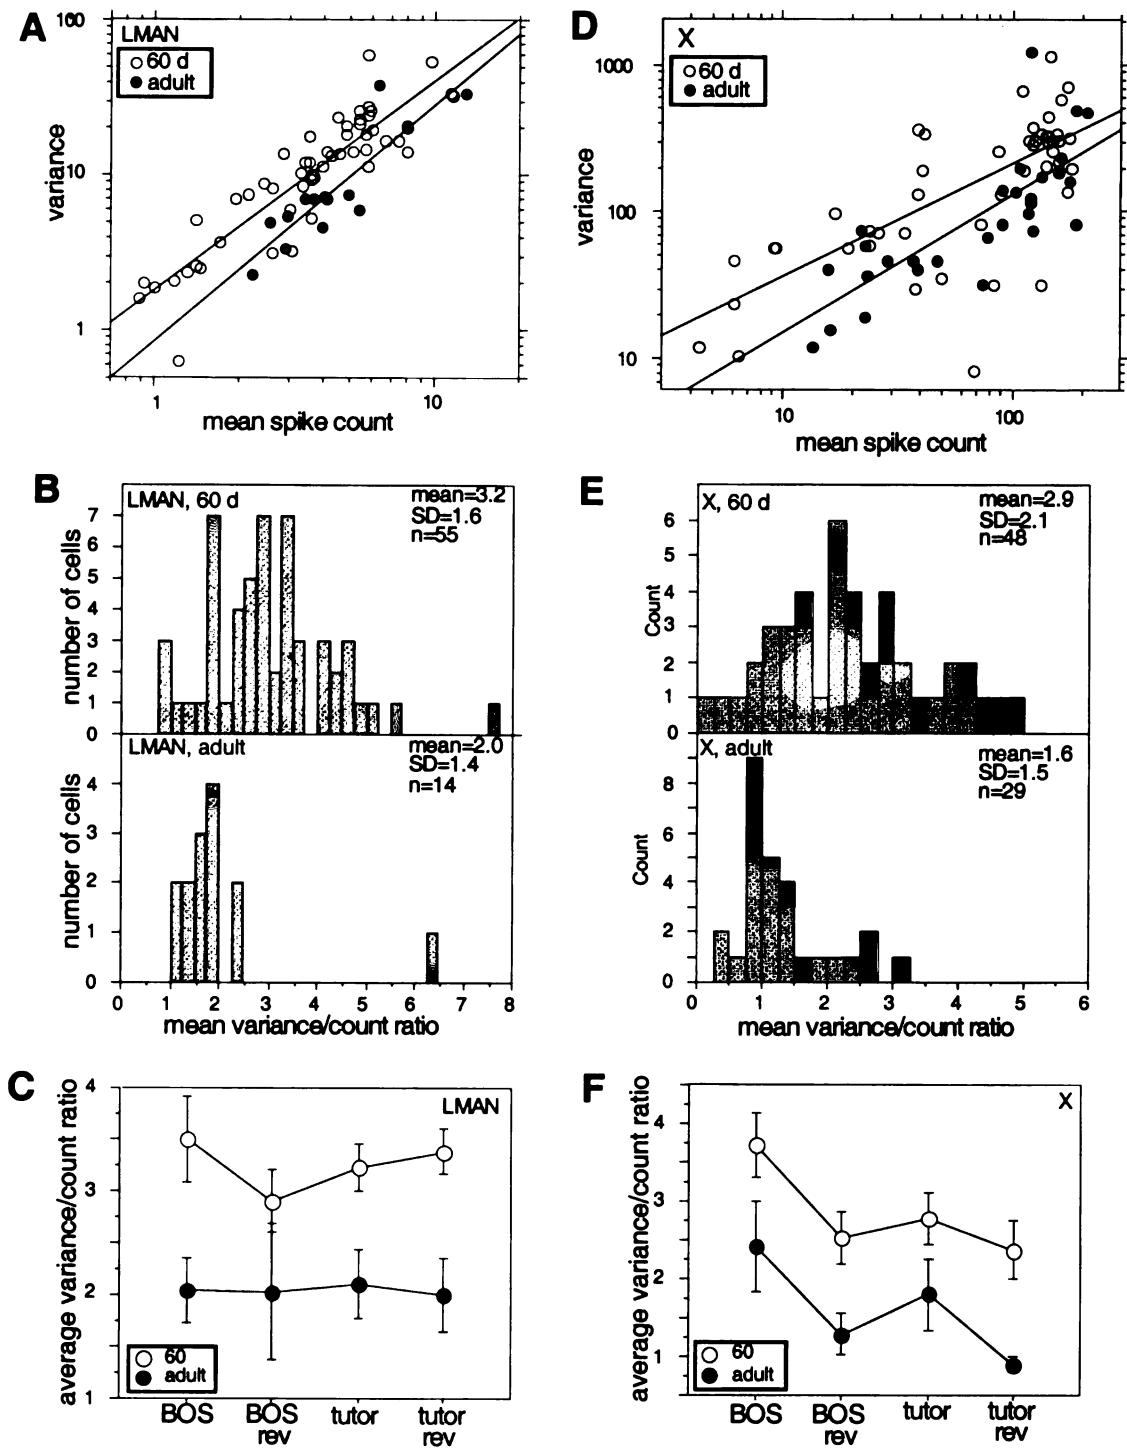 A
LMAN
60 d
adult
100
10
1
variance
1
10
mean spike count
D
X
60 d
adult
1000
100
10
variance
10
100
mean spike count
B
LMAN, 60 d
mean=3.2
SD=1.6
n=55
7
6
5
4
3
2
1
0
number of cells
LMAN, adult
mean=2.0
SD=1.4
n=14
4
3
2
1
0
number of cells
0 1 2 3 4 5 6 7 8
mean variance/count ratio
E
X, 60 d
mean=2.9
SD=2.1
n=48
6
5
4
3
2
1
0
Count
X, adult
mean=1.6
SD=1.5
n=29
8
6
4
2
0
Count
0 1 2 3 4 5 6
mean variance/count ratio
C
LMAN
4
3
2
1
average variance/count ratio
60
adult
BOS
BOS rev
tutor
tutor rev
F
X
4
3
2
1
average variance/count ratio
60
adult
BOS
BOS rev
tutor
tutor rev